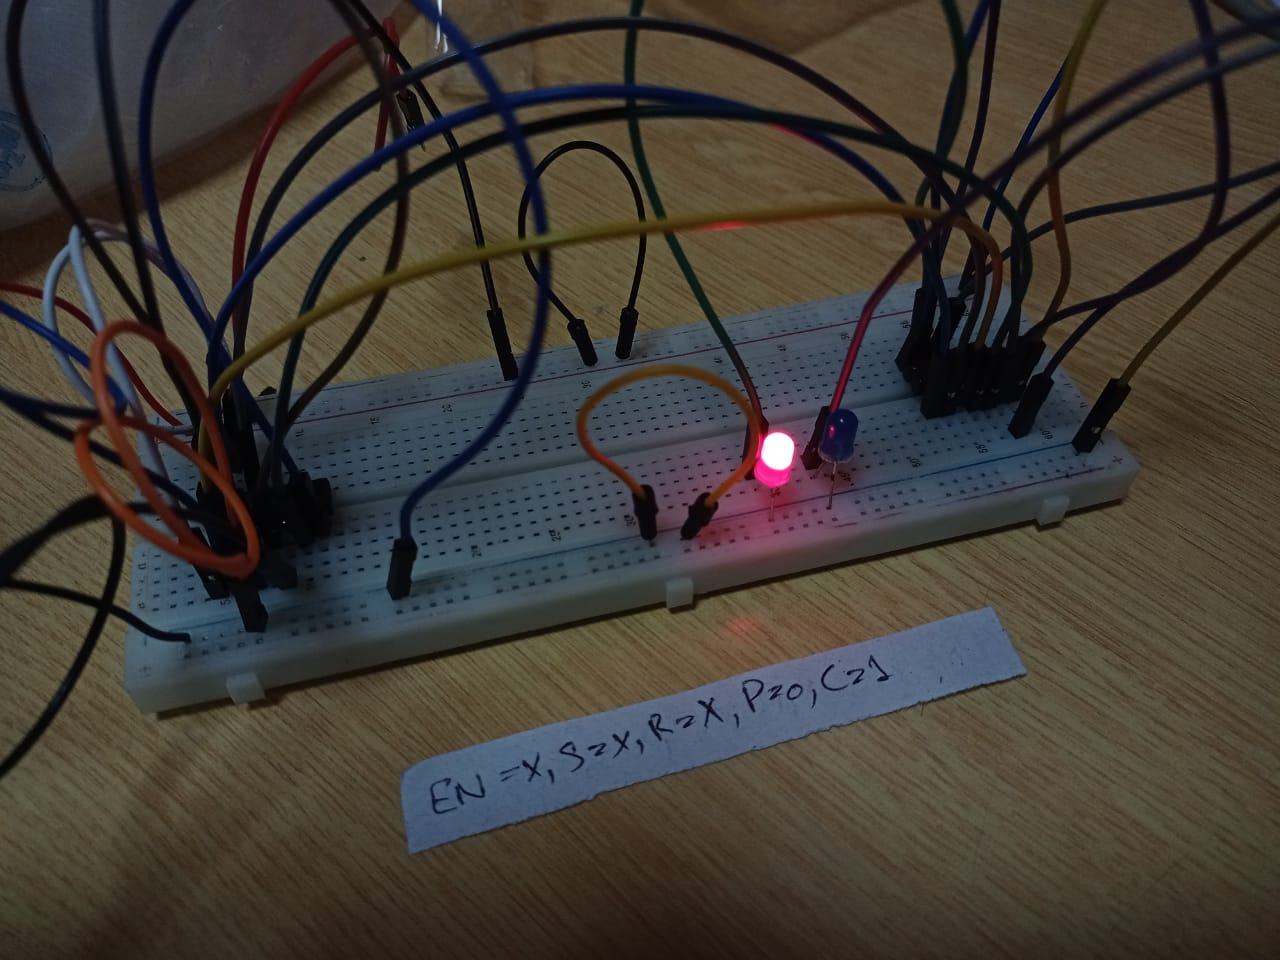 EN = X, S = X, R = X, P = 0, C = 1